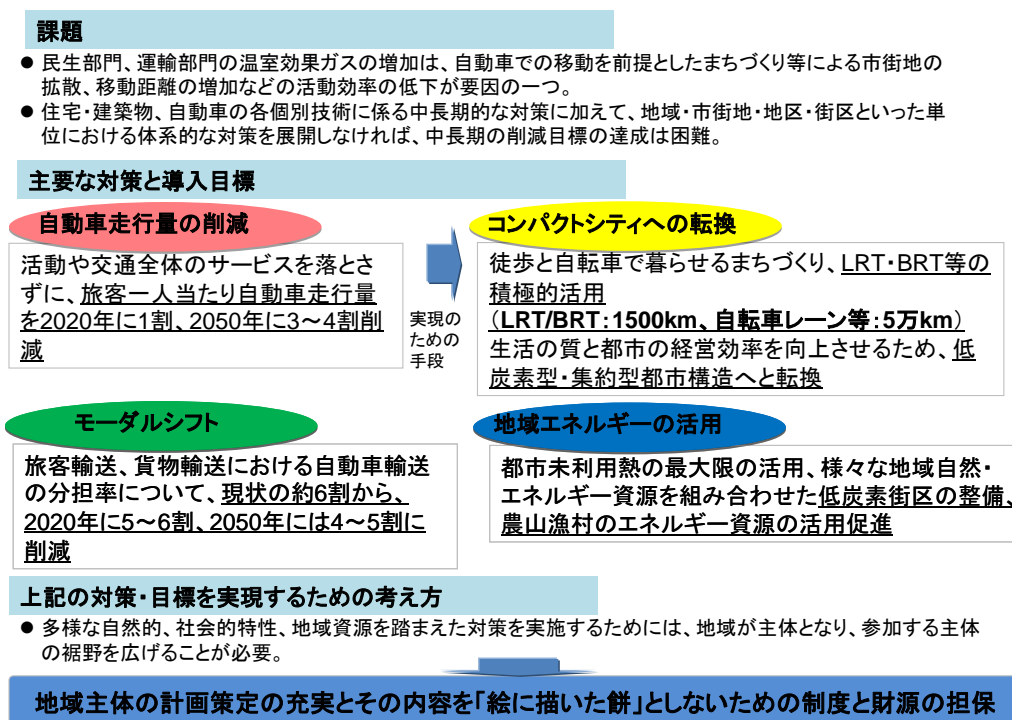 課題
● 民生部門、運輸部門の温室効果ガスの増加は、自動車での移動を前提としたまちづくり等による市街地の
拡散、移動距離の増加などの活動効率の低下が要因の一つ。
● 住宅・建築物、自動車の各個別技術に係る中長期的な対策に加えて、地域・市街地・地区・街区といった単
位における体系的な対策を展開しなければ、中長期の削減目標の達成は困難。
主要な対策と導入目標
自動車走行量の削減
活動や交通全体のサービスを落とさ
ずに、旅客一人当たり自動車走行量
を2020年に1割、2050年に3~4割削
減
実現の
ための
手段
コンパクトシティへの転換
徒歩と自転車で暮らせるまちづくり、LRT・BRT等の
積極的活用
(LRT/BRT:1500km、自転車レーン等:5万km)
生活の質と都市の経営効率を向上させるため、低
炭素型・集約型都市構造へと転換
モーダルシフト
旅客輸送、貨物輸送における自動車輸送
の分担率について、現状の約6割から、
2020年に5~6割、2050年には4~5割に
削減
地域エネルギーの活用
都市未利用熱の最大限の活用、様々な地域自然・
エネルギー資源を組み合わせた低炭素街区の整備、
農山漁村のエネルギー資源の活用促進
上記の対策・目標を実現するための考え方
● 多様な自然的、社会的特性、地域資源を踏まえた対策を実施するためには、地域が主体となり、参加する主体
の裾野を広げることが必要。
地域主体の計画策定の充実とその内容を「絵に描いた餅」としないための制度と財源の担保